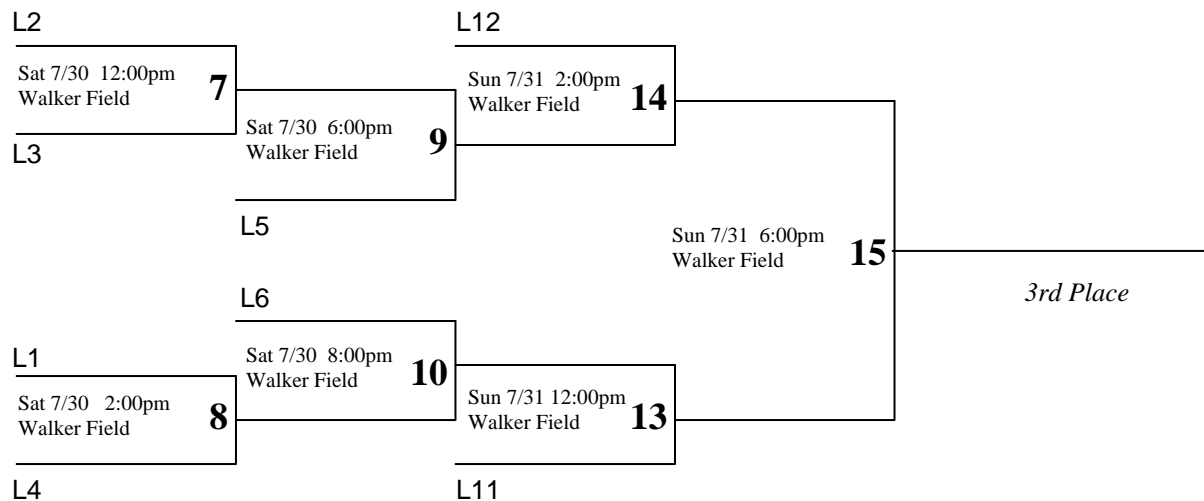 L2
Sat 7/30 12:00pm
Walker Field
7
L3
Sat 7/30 6:00pm
Walker Field
9
L5
L12
Sun 7/31 2:00pm
Walker Field
14
Sun 7/31 6:00pm
Walker Field
15
3rd Place
L6
Sat 7/30 8:00pm
Walker Field
10
L1
Sat 7/30 2:00pm
Walker Field
8
L4
Sun 7/31 12:00pm
Walker Field
13
L11